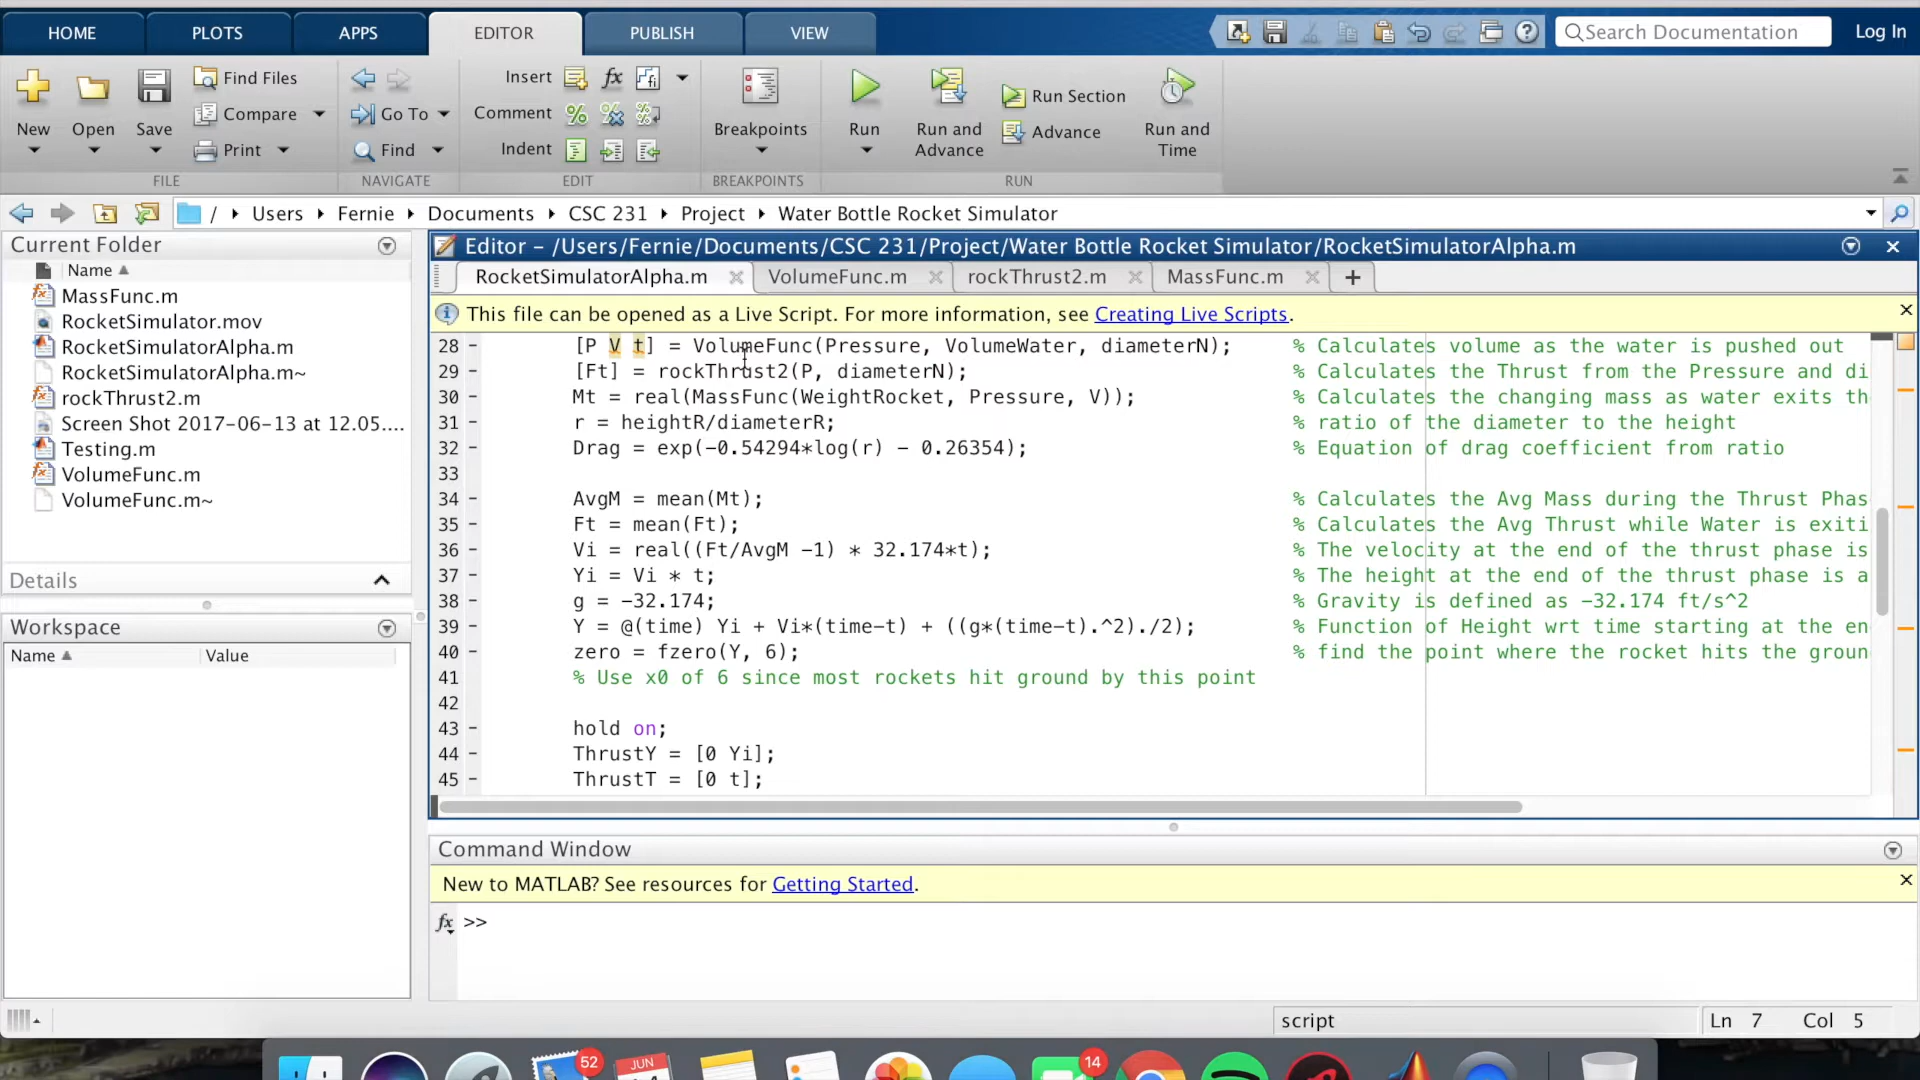 HOME PLOTS APPS EDITOR PUBLISH VIEW Search Documentation Log In
New Open Save Find Files Compare Print Go To Find Insert Comment Indent Breakpoints Run Run and Advance Run Section Advance Run and Time
FILE NAVIGATE EDIT BREAKPOINTS RUN
/ Users Fernie Documents CSC 231 Project Water Bottle Rocket Simulator
Current Folder
Name
MassFunc.m
RocketSimulator.mov
RocketSimulatorAlpha.m
RocketSimulatorAlpha.m~
rockThrust2.m
Screen Shot 2017-06-13 at 12.05....
Testing.m
VolumeFunc.m
VolumeFunc.m~
Details
Workspace
Name Value
Editor - /Users/Fernie/Documents/CSC 231/Project/Water Bottle Rocket Simulator/RocketSimulatorAlpha.m
RocketSimulatorAlpha.m VolumeFunc.m rockThrust2.m MassFunc.m
This file can be opened as a Live Script. For more information, see Creating Live Scripts.
28 - [P V t] = VolumeFunc(Pressure, VolumeWater, diameterN); % Calculates volume as the water is pushed out
29 - [Ft] = rockThrust2(P, diameterN); % Calculates the Thrust from the Pressure and di
30 - Mt = real(MassFunc(WeightRocket, Pressure, V)); % Calculates the changing mass as water exits th
31 - r = heightR/diameterR; % ratio of the diameter to the height
32 - Drag = exp(-0.54294*log(r) - 0.26354); % Equation of drag coefficient from ratio
33
34 - AvgM = mean(Mt); % Calculates the Avg Mass during the Thrust Phas
35 - Ft = mean(Ft); % Calculates the Avg Thrust while Water is exiti
36 - Vi = real((Ft/AvgM -1) * 32.174*t); % The velocity at the end of the thrust phase is
37 - Yi = Vi * t; % The height at the end of the thrust phase is a
38 - g = -32.174; % Gravity is defined as -32.174 ft/s^2
39 - Y = @(time) Yi + Vi*(time-t) + ((g*(time-t).^2)./2); % Function of Height wrt time starting at the en
40 - zero = fzero(Y, 6); % find the point where the rocket hits the groun
41 % Use x0 of 6 since most rockets hit ground by this point
42
43 - hold on;
44 - ThrustY = [0 Yi];
45 - ThrustT = [0 t];
Command Window
New to MATLAB? See resources for Getting Started.
fx >>
script Ln 7 Col 5
52 JUN 14